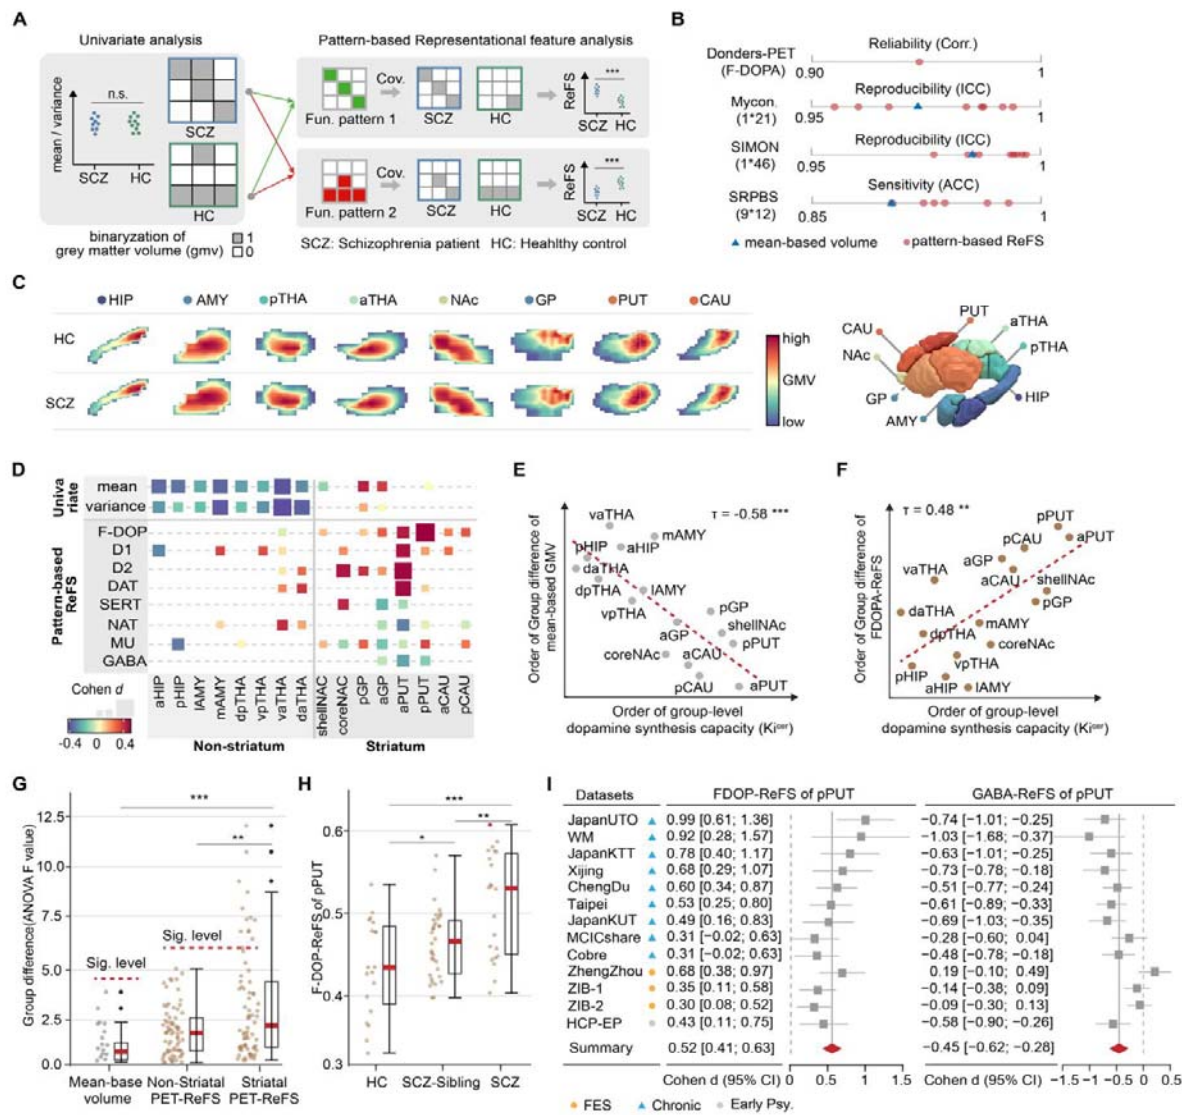 A
Univariate analysis
Pattern-based Representational feature analysis
mean / variance
n.s.
SCZ HC
SCZ
HC
binaryzation of
grey matter volume (gmv)
1
0
Cov.
Fun. pattern 1
SCZ HC
ReFS
***
SCZ
HC
Cov.
Fun. pattern 2
SCZ HC
ReFS
***
SCZ
HC
SCZ: Schizophrenia patient HC: Heahlthy control
B
Donders-PET
(F-DOPA)
Reliability (Corr.)
0.90 1
Mycon.
(1*21)
Reproducibility (ICC)
0.95 1
SIMON
(1*46)
Reproducibility (ICC)
0.95 1
SRPBS
(9*12)
Sensitivity (ACC)
0.85 1
mean-based volume pattern-based ReFS
C
HIP AMY pTHA aTHA NAc GP PUT CAU
HC
SCZ
high
GMV
low
PUT
CAU
aTHA
NAc
pTHA
GP
HIP
AMY
D
Univa
riate
mean
variance
Pattern-based
ReFS
F-DOP
D1
D2
DAT
SERT
NAT
MU
GABA
Cohen d
-0.4 0 0.4
aHIP
pHIP
lAMY
mAMY
dpTHA
vpTHA
vaTHA
daTHA
shellNAC
coreNAC
pGP
aGP
aPUT
pPUT
aCAU
pCAU
Non-striatum Striatum
E
Order of Group difference of
mean-based GMV
τ = -0.58 ***
vaTHA
mAMY
pHIP
aHIP
daTHA
dpTHA
lAMY
vpTHA
pGP
aGP
shellNAc
pPUT
coreNAc
aCAU
pCAU
aPUT
Order of group-level
dopamine synthesis capacity (Kiᶜᵉʳ)
F
Order of Group difference of
FDOPA-ReFS
τ = 0.48 **
pPUT
pCAU
aPUT
aGP
vaTHA
aCAU
shellNAc
pGP
daTHA
mAMY
dpTHA
coreNAc
vpTHA
pHIP
aHIP
lAMY
Order of group-level
dopamine synthesis capacity (Kiᶜᵉʳ)
G
Group difference(ANOVA F value)
12.5
7.5
5.0
2.5
0.0
***
**
Sig. level
Sig. level
Mean-base
volume
Non-Striatal
PET-ReFS
Striatal
PET-ReFS
H
F-DOP-ReFS of pPUT
0.6
0.5
0.4
0.3
***
**
*
HC SCZ-Sibling SCZ
I
Datasets FDOP-ReFS of pPUT GABA-ReFS of pPUT
JapanUTO 0.99 [0.61; 1.36] −0.74 [−1.01; −0.25]
WM 0.92 [0.28; 1.57] −1.03 [−1.68; −0.37]
JapanKTT 0.78 [0.40; 1.17] −0.63 [−1.01; −0.25]
Xijing 0.68 [0.29; 1.07] −0.73 [−0.78; −0.18]
ChengDu 0.60 [0.34; 0.87] −0.51 [−0.77; −0.24]
Taipei 0.53 [0.25; 0.80] −0.61 [−0.89; −0.33]
JapanKUT 0.49 [0.16; 0.83] −0.69 [−1.03; −0.35]
MCICshare 0.31 [−0.02; 0.63] −0.28 [−0.60; 0.04]
Cobre 0.31 [−0.02; 0.63] −0.48 [−0.78; −0.18]
ZhengZhou 0.68 [0.38; 0.97] 0.19 [−0.10; 0.49]
ZIB-1 0.35 [0.11; 0.58] −0.14 [−0.38; 0.09]
ZIB-2 0.30 [0.08; 0.52] −0.09 [−0.30; 0.13]
HCP-EP 0.43 [0.11; 0.75] −0.58 [−0.90; −0.26]
Summary 0.52 [0.41; 0.63] −0.45 [−0.62; −0.28]
Cohen d (95% CI) 0 0.5 1 1.5 Cohen d (95% CI) −1.5 −1 −0.5 0 0.5
FES Chronic Early Psy.